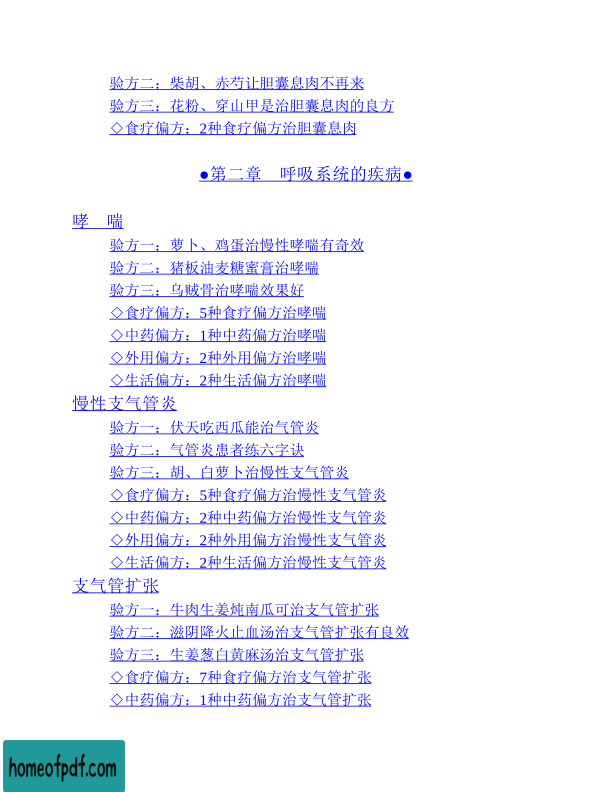 验方二：柴胡、赤芍让胆囊息肉不再来
验方三：花粉、穿山甲是治胆囊息肉的良方
◇食疗偏方：2种食疗偏方治胆囊息肉
●第二章　呼吸系统的疾病●
哮　喘
验方一：萝卜、鸡蛋治慢性哮喘有奇效
验方二：猪板油麦糖蜜膏治哮喘
验方三：乌贼骨治哮喘效果好
◇食疗偏方：5种食疗偏方治哮喘
◇中药偏方：1种中药偏方治哮喘
◇外用偏方：2种外用偏方治哮喘
◇生活偏方：2种生活偏方治哮喘
慢性支气管炎
验方一：伏天吃西瓜能治气管炎
验方二：气管炎患者练六字诀
验方三：胡、白萝卜治慢性支气管炎
◇食疗偏方：5种食疗偏方治慢性支气管炎
◇中药偏方：2种中药偏方治慢性支气管炎
◇外用偏方：2种外用偏方治慢性支气管炎
◇生活偏方：2种生活偏方治慢性支气管炎
支气管扩张
验方一：牛肉生姜炖南瓜可治支气管扩张
验方二：滋阴降火止血汤治支气管扩张有良效
验方三：生姜葱白黄麻汤治支气管扩张
◇食疗偏方：7种食疗偏方治支气管扩张
◇中药偏方：1种中药偏方治支气管扩张
homeofpdf.com